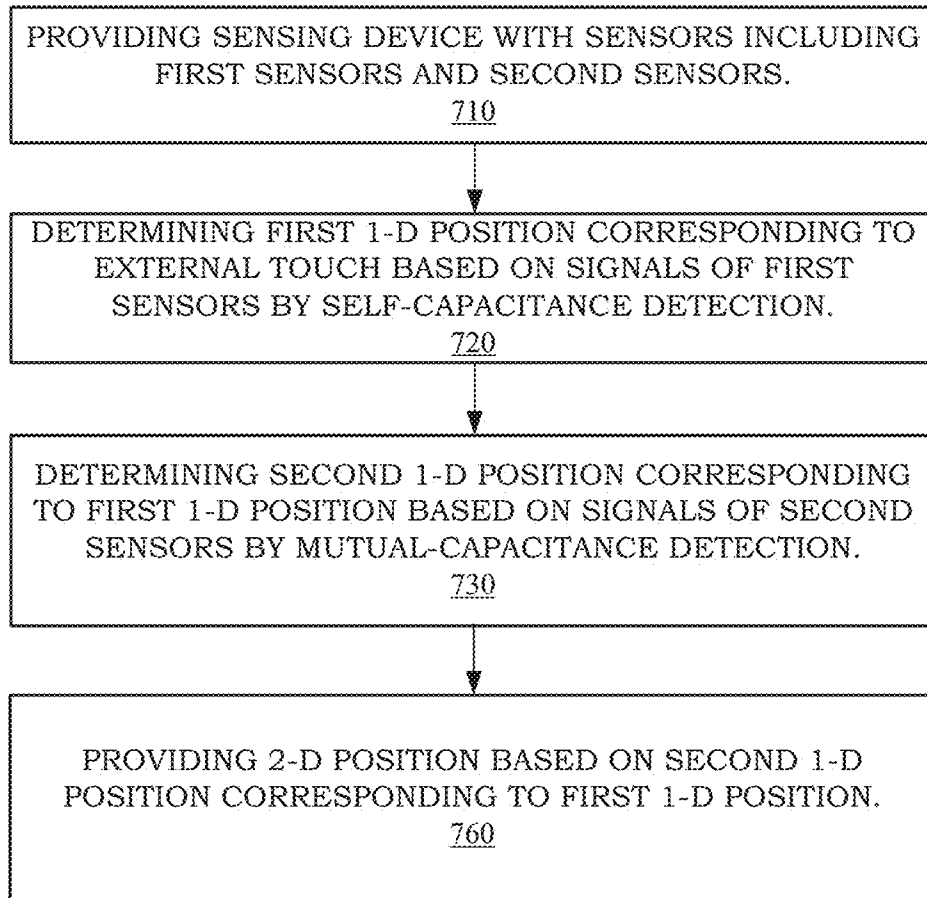 PROVIDING SENSING DEVICE WITH SENSORS INCLUDING
FIRST SENSORS AND SECOND SENSORS.
710
DETERMINING FIRST 1-D POSITION CORRESPONDING TO
EXTERNAL TOUCH BASED ON SIGNALS OF FIRST
SENSORS BY SELF-CAPACITANCE DETECTION.
720
DETERMINING SECOND 1-D POSITION CORRESPONDING
TO FIRST 1-D POSITION BASED ON SIGNALS OF SECOND
SENSORS BY MUTUAL-CAPACITANCE DETECTION.
730
PROVIDING 2-D POSITION BASED ON SECOND 1-D
POSITION CORRESPONDING TO FIRST 1-D POSITION.
760